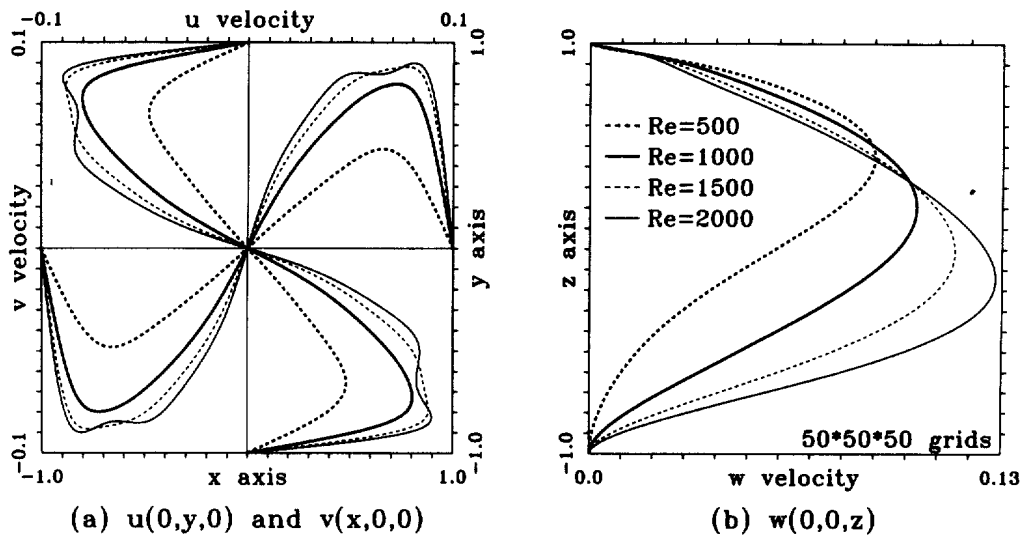 -0.1 u velocity 0.1
0.1
v velocity
-0.1
1.0
y axis
-1.0
-1.0 x axis 1.0
(a) u(0,y,0) and v(x,0,0)
1.0
z axis
-1.0
Re=500
Re=1000
Re=1500
Re=2000
50*50*50 grids
0.0 w velocity 0.13
(b) w(0,0,z)